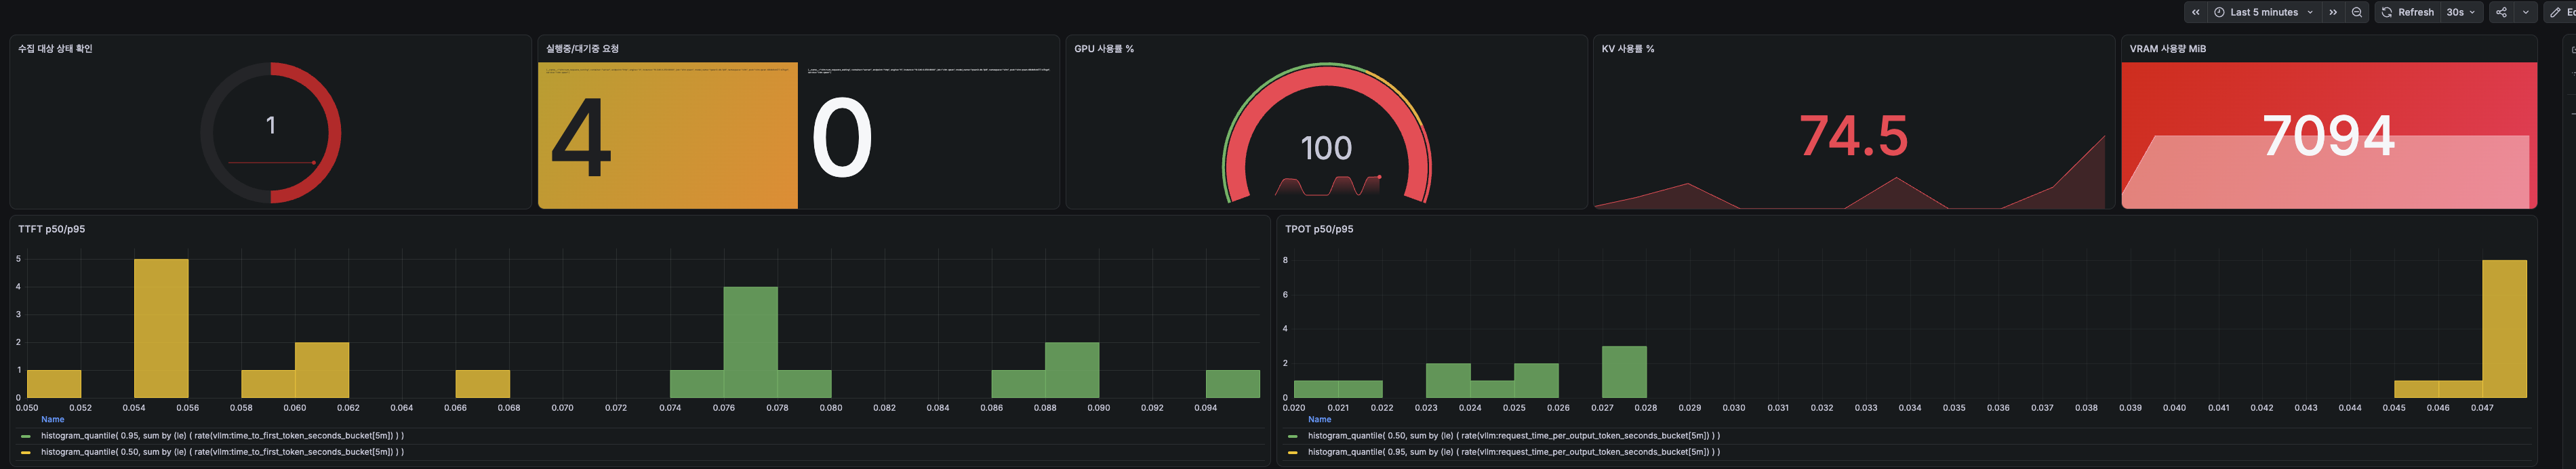 Last 5 minutes
Refresh
30s
수집 대상 상태 확인
실행중/대기중 요청
GPU 사용률 %
KV 사용률 %
VRAM 사용량 MiB
1
4
0
100
74.5
7094
TTFT p50/p95
5
4
3
2
1
0
0.050 0.052 0.054 0.056 0.058 0.060 0.062 0.064 0.066 0.068 0.070 0.072 0.074 0.076 0.078 0.080 0.082 0.084 0.086 0.088 0.090 0.092 0.094
Name
histogram_quantile( 0.95, sum by (le) ( rate(vllm:time_to_first_token_seconds_bucket[5m]) ) )
histogram_quantile( 0.50, sum by (le) ( rate(vllm:time_to_first_token_seconds_bucket[5m]) ) )
TPOT p50/p95
8
6
4
2
0
0.020 0.021 0.022 0.023 0.024 0.025 0.026 0.027 0.028 0.029 0.030 0.031 0.032 0.033 0.034 0.035 0.036 0.037 0.038 0.039 0.040 0.041 0.042 0.043 0.044 0.045 0.046 0.047
Name
histogram_quantile( 0.50, sum by (le) ( rate(vllm:request_time_per_output_token_seconds_bucket[5m]) ) )
histogram_quantile( 0.95, sum by (le) ( rate(vllm:request_time_per_output_token_seconds_bucket[5m]) ) )